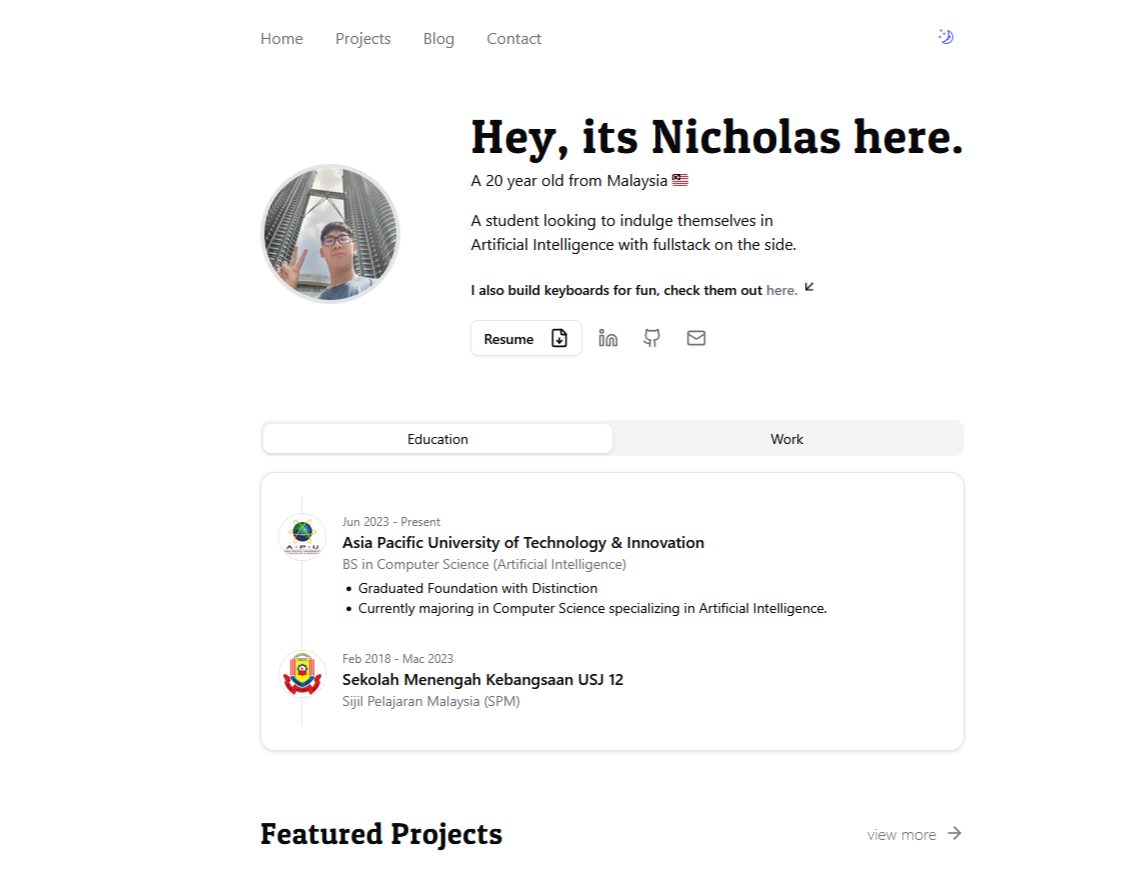 Home Projects Blog Contact
Hey, its Nicholas here.
A 20 year old from Malaysia 🇲🇾
A student looking to indulge themselves in
Artificial Intelligence with fullstack on the side.
I also build keyboards for fun, check them out here.
Resume
Education Work
Jun 2023 - Present
A·P·U
Asia Pacific University of Technology & Innovation
BS in Computer Science (Artificial Intelligence)
• Graduated Foundation with Distinction
• Currently majoring in Computer Science specializing in Artificial Intelligence.
Feb 2018 - Mac 2023
Sekolah Menengah Kebangsaan USJ 12
Sijil Pelajaran Malaysia (SPM)
Featured Projects view more